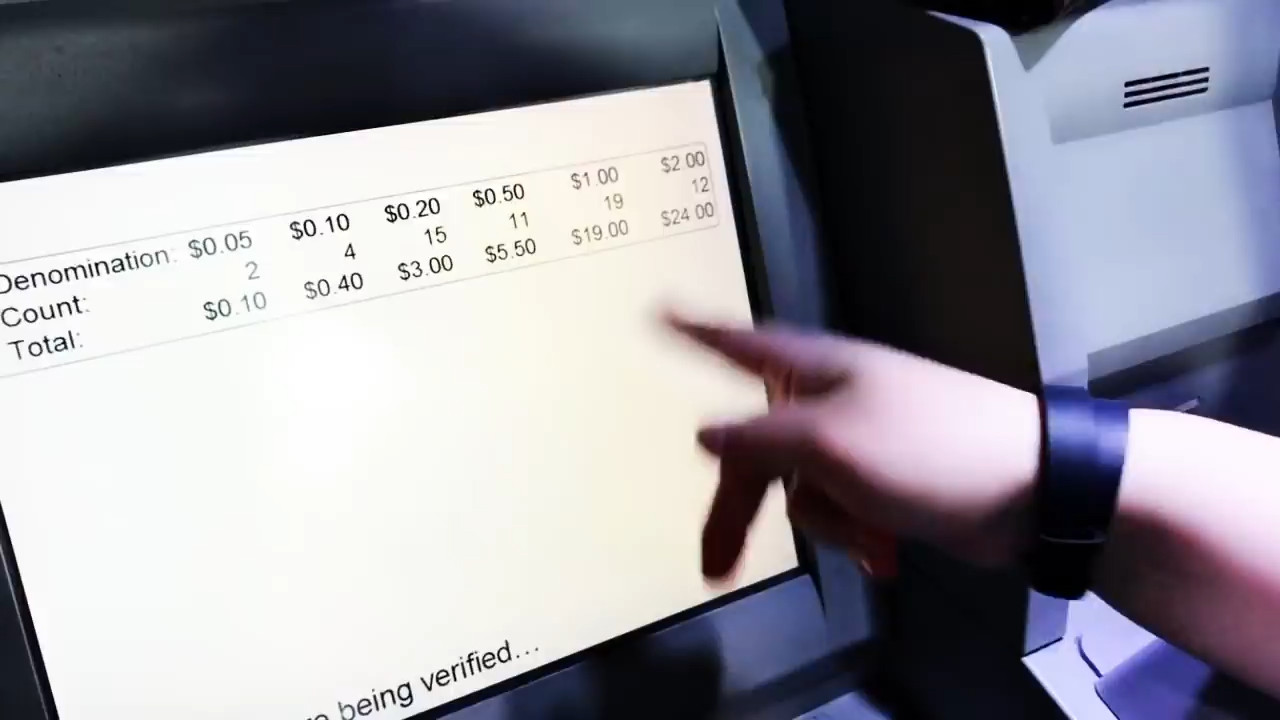 Denomination: $0.05 $0.10 $0.20 $0.50 $1.00 $2.00
Count: 2 4 15 11 19 12
Total: $0.10 $0.40 $3.00 $5.50 $19.00 $24.00
being verified...